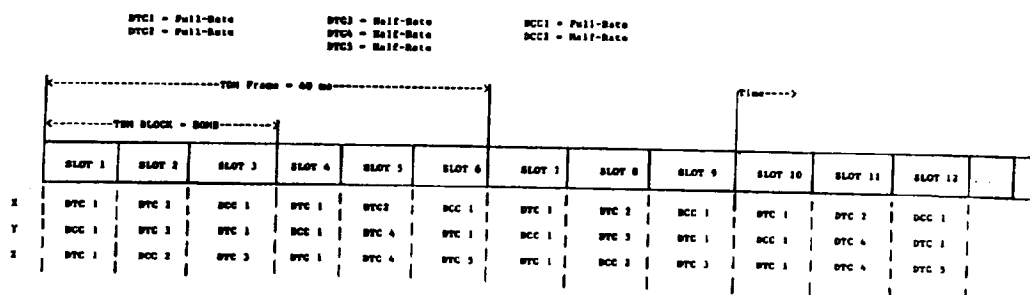 DTC1 - Full-Rate DTC3 - Half-Rate DCC1 - Full-Rate
DTC2 - Full-Rate DTC4 - Half-Rate DCC2 - Half-Rate
DTC5 - Half-Rate
<---TDM Frame - 40 ms---> Time---->
<---TDM BLOCK - 20MS--->
SLOT 1 SLOT 2 SLOT 3 SLOT 4 SLOT 5 SLOT 6 SLOT 7 SLOT 8 SLOT 9 SLOT 10 SLOT 11 SLOT 12
X DTC 1 DTC 2 DCC 1 DTC 1 DTC2 DCC 1 DTC 1 DTC 2 DCC 1 DTC 1 DTC 2 DCC 1
Y DCC 1 DTC 3 DTC 1 DCC 1 DTC 4 DTC 1 DCC 1 DTC 3 DTC 1 DCC 1 DTC 4 DTC 1
Z DTC 1 DCC 2 DTC 3 DTC 1 DTC 4 DTC 5 DTC 1 DCC 2 DTC 3 DTC 1 DTC 4 DTC 5